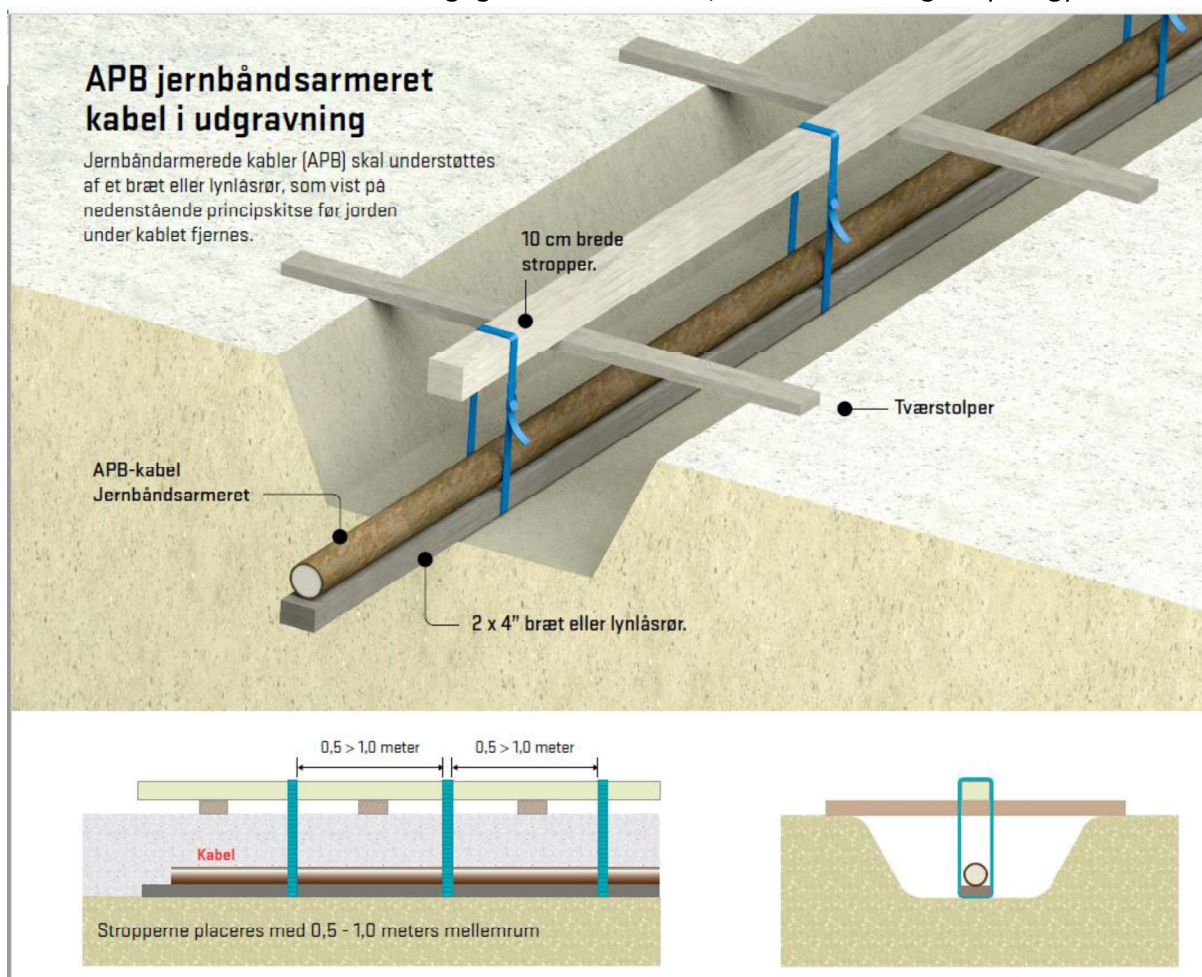 APB jernbåndsarmeret
kabel i udgravning
Jernbåndarmerede kabler (APB) skal understøttes
af et bræt eller lynlåsrør, som vist på
nedenstående principskitse før jorden
under kablet fjernes.
10 cm brede
stropper.
Tværstolper
APB-kabel
Jernbåndsarmeret
2 x 4” bræt eller lynlåsrør.
0,5 > 1,0 meter
0,5 > 1,0 meter
Kabel
Stropperne placeres med 0,5 - 1,0 meters mellemrum